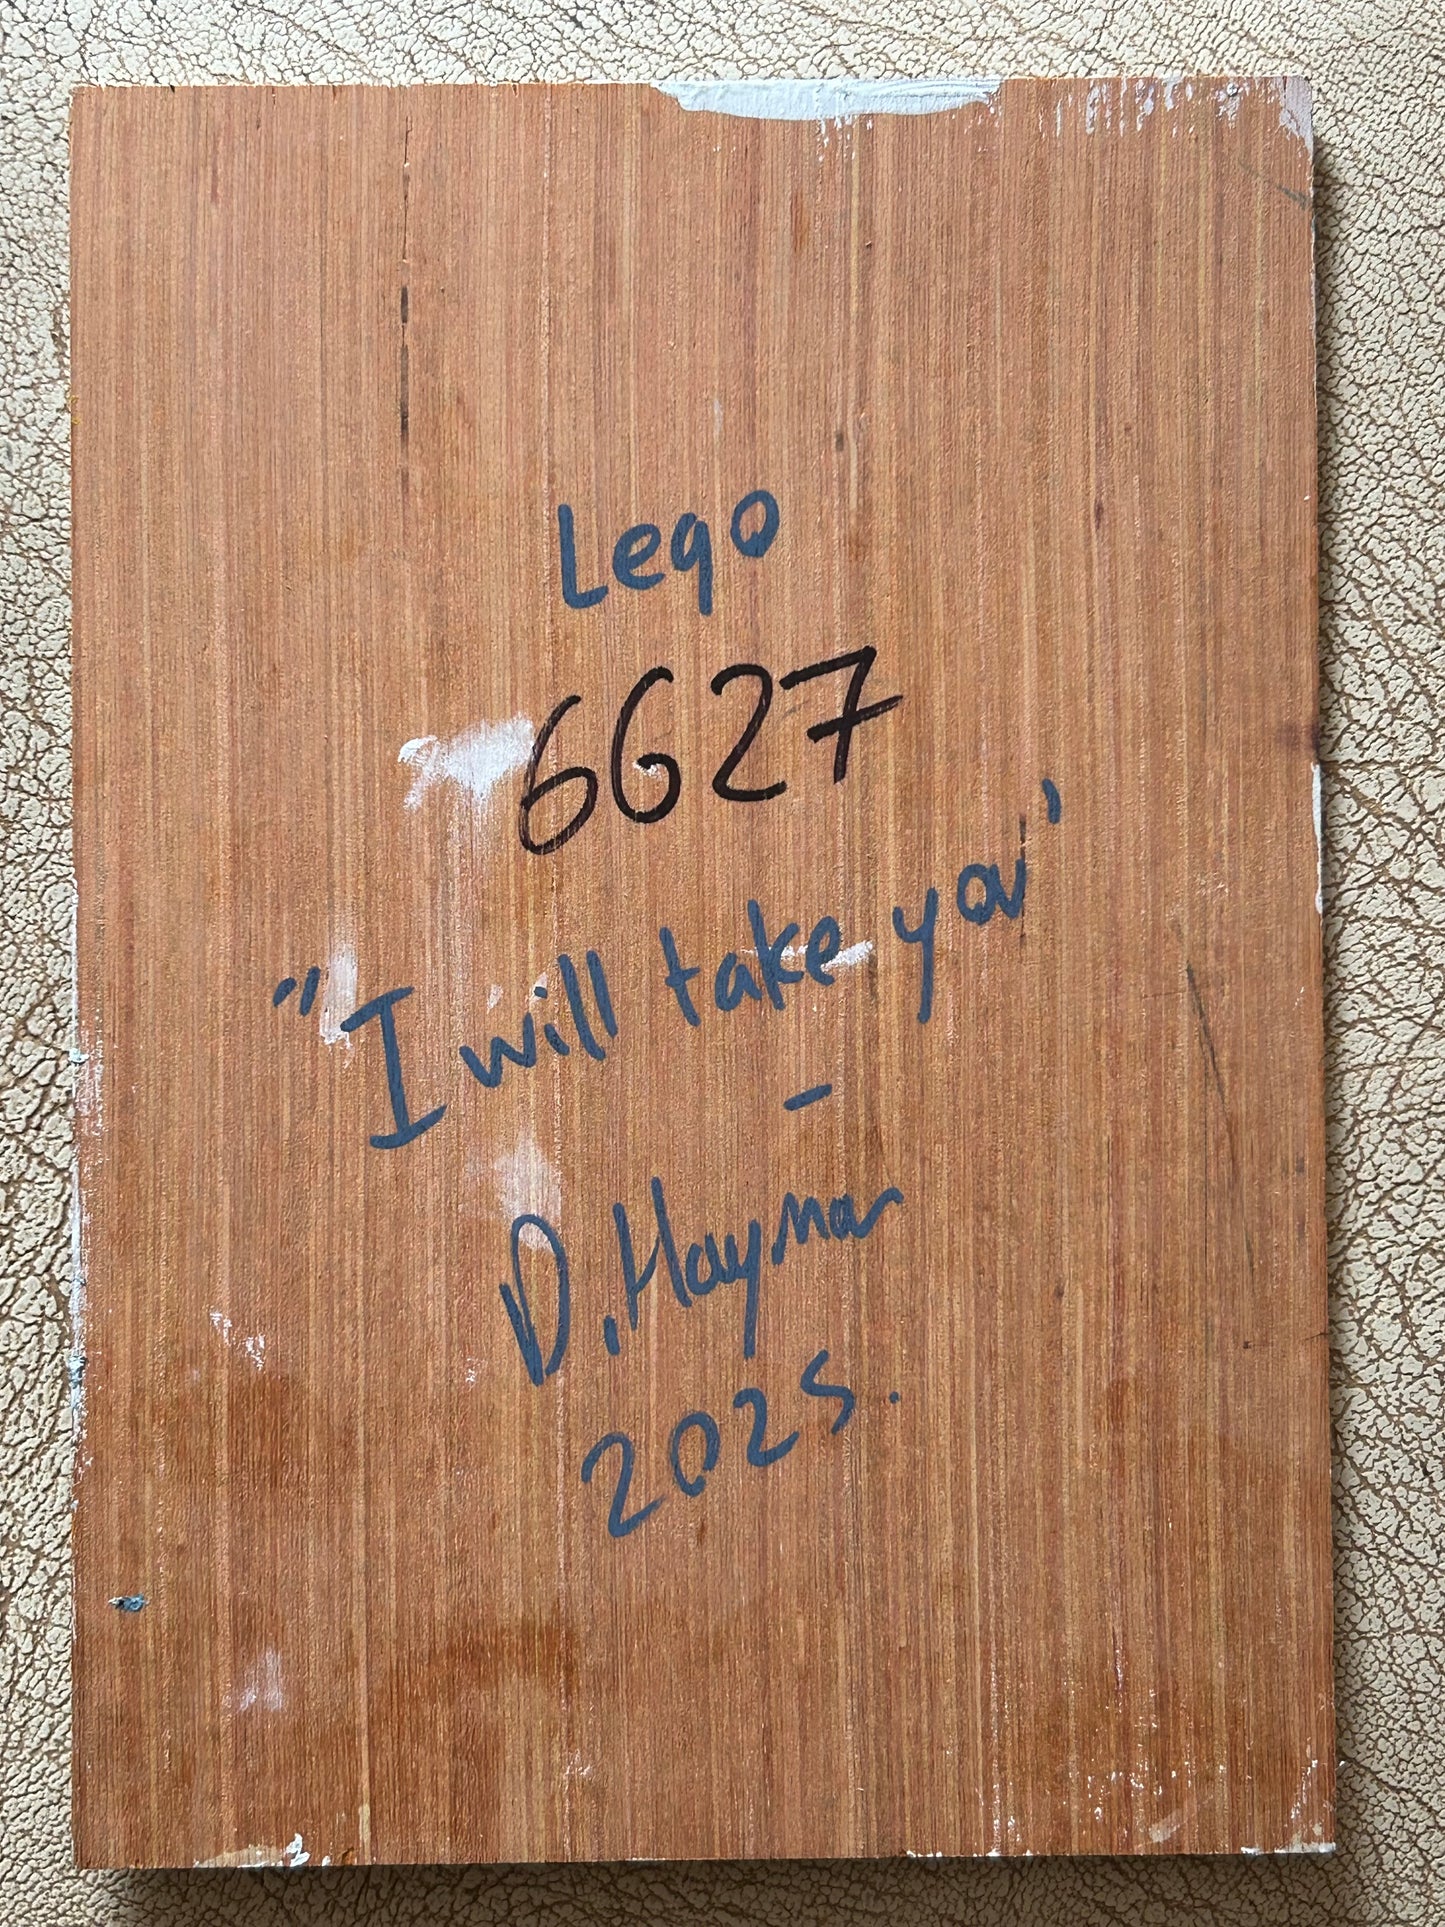 Lego
6627
"I will take you'
-
D. Hayman
2025.